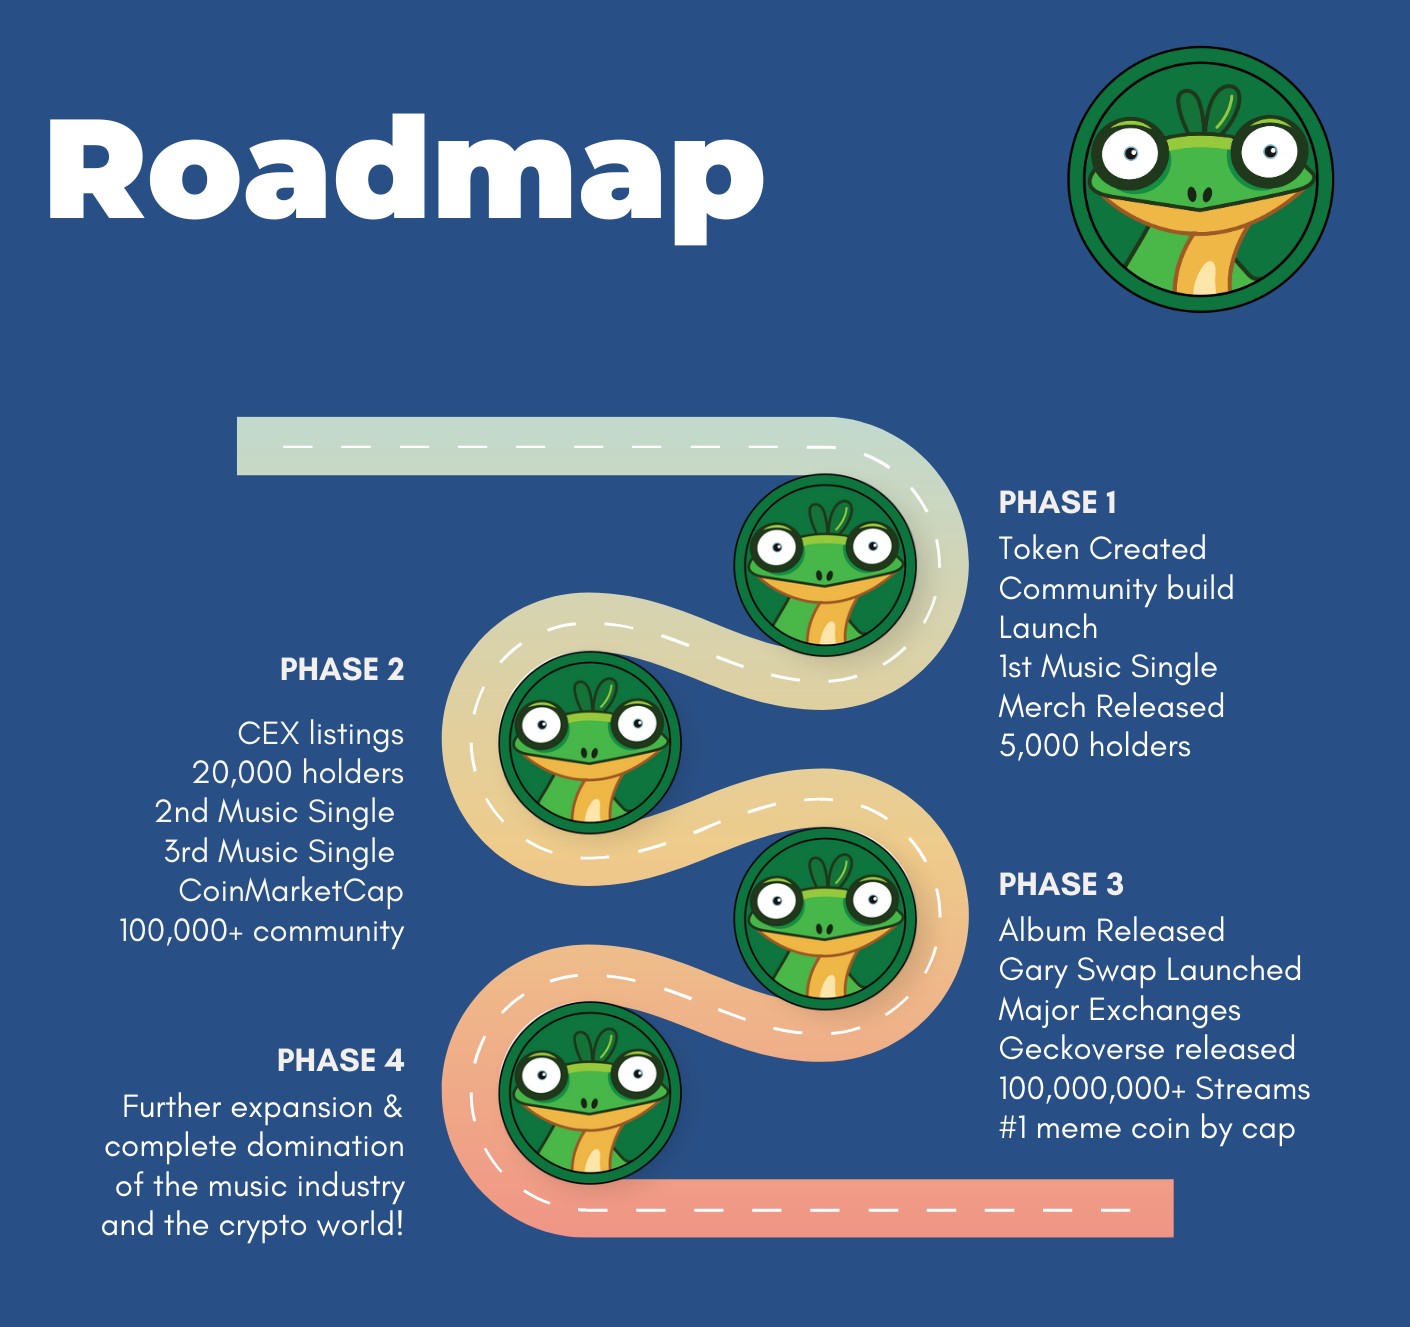 Roadmap
PHASE 1
Token Created
Community build
Launch
1st Music Single
Merch Released
5,000 holders
PHASE 2
CEX listings
20,000 holders
2nd Music Single
3rd Music Single
CoinMarketCap
100,000+ community
PHASE 3
Album Released
Gary Swap Launched
Major Exchanges
Geckoverse released
100,000,000+ Streams
#1 meme coin by cap
PHASE 4
Further expansion &
complete domination
of the music industry
and the crypto world!